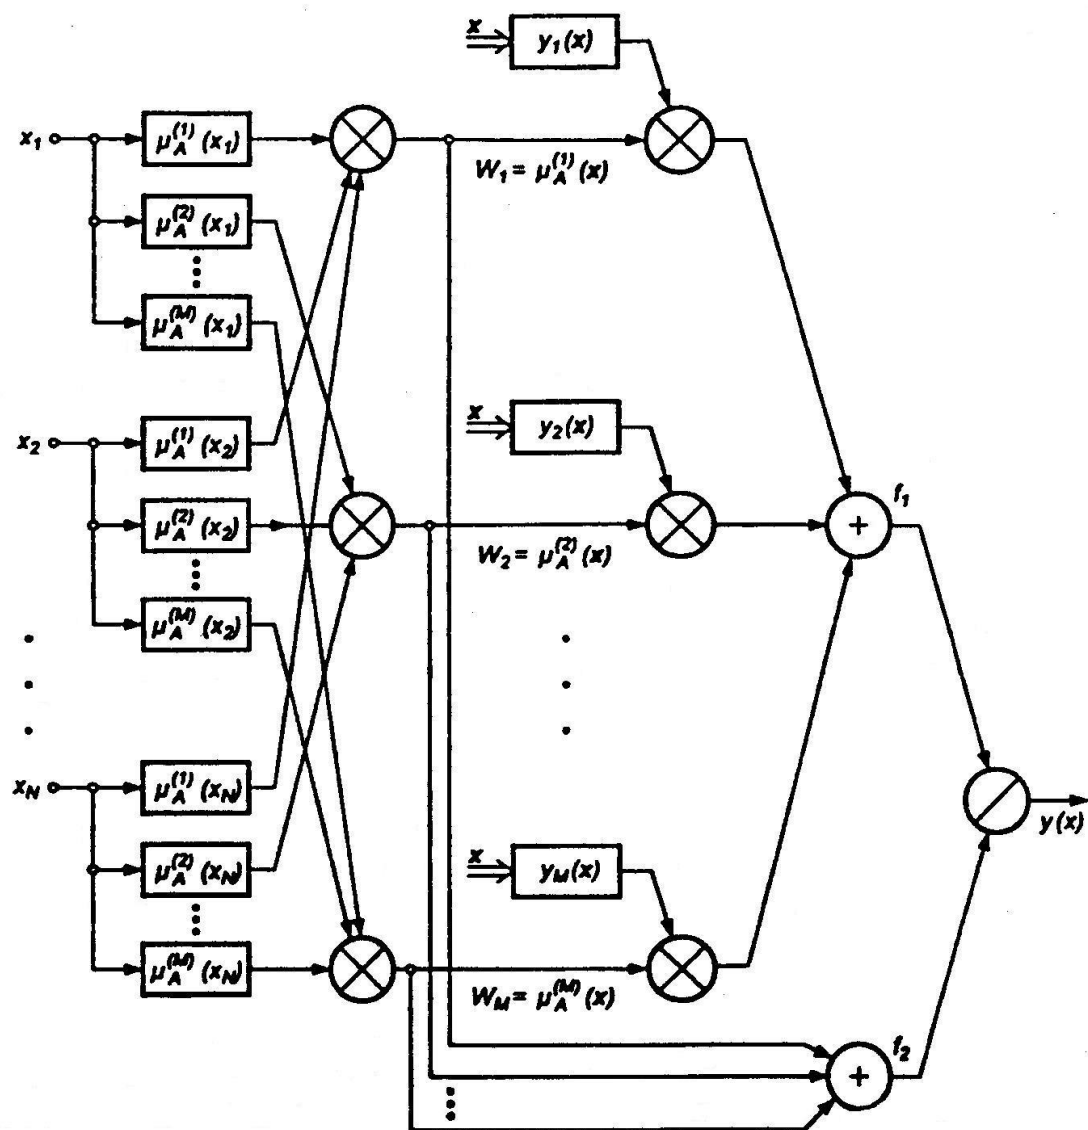 x
y₁(x)
x₁
μ_A^(1)(x₁)
W₁ = μ_A^(1)(x)
μ_A^(2)(x₁)
μ_A^(M)(x₁)
x
y₂(x)
x₂
μ_A^(1)(x₂)
μ_A^(2)(x₂)
W₂ = μ_A^(2)(x)
+
f₁
μ_A^(M)(x₂)
x_N
μ_A^(1)(x_N)
y(x)
μ_A^(2)(x_N)
x
y_M(x)
μ_A^(M)(x_N)
W_M = μ_A^(M)(x)
+
f₂